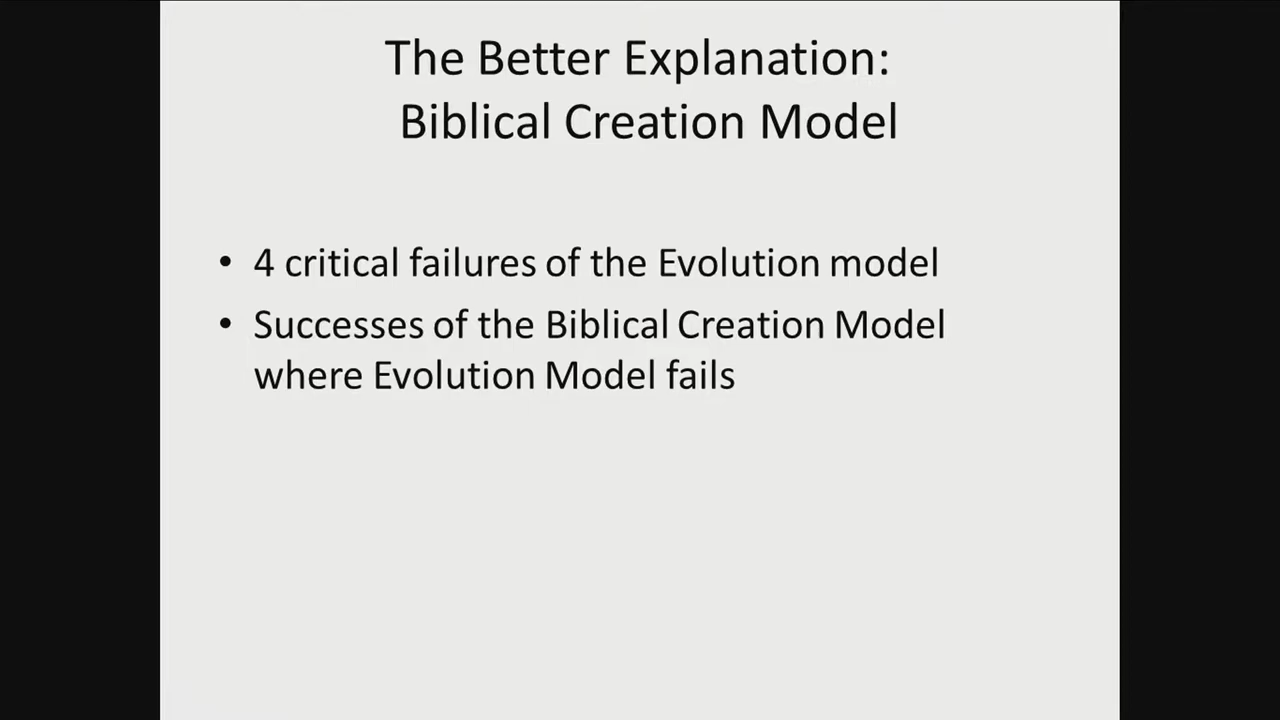 The Better Explanation:
Biblical Creation Model
• 4 critical failures of the Evolution model
• Successes of the Biblical Creation Model
where Evolution Model fails